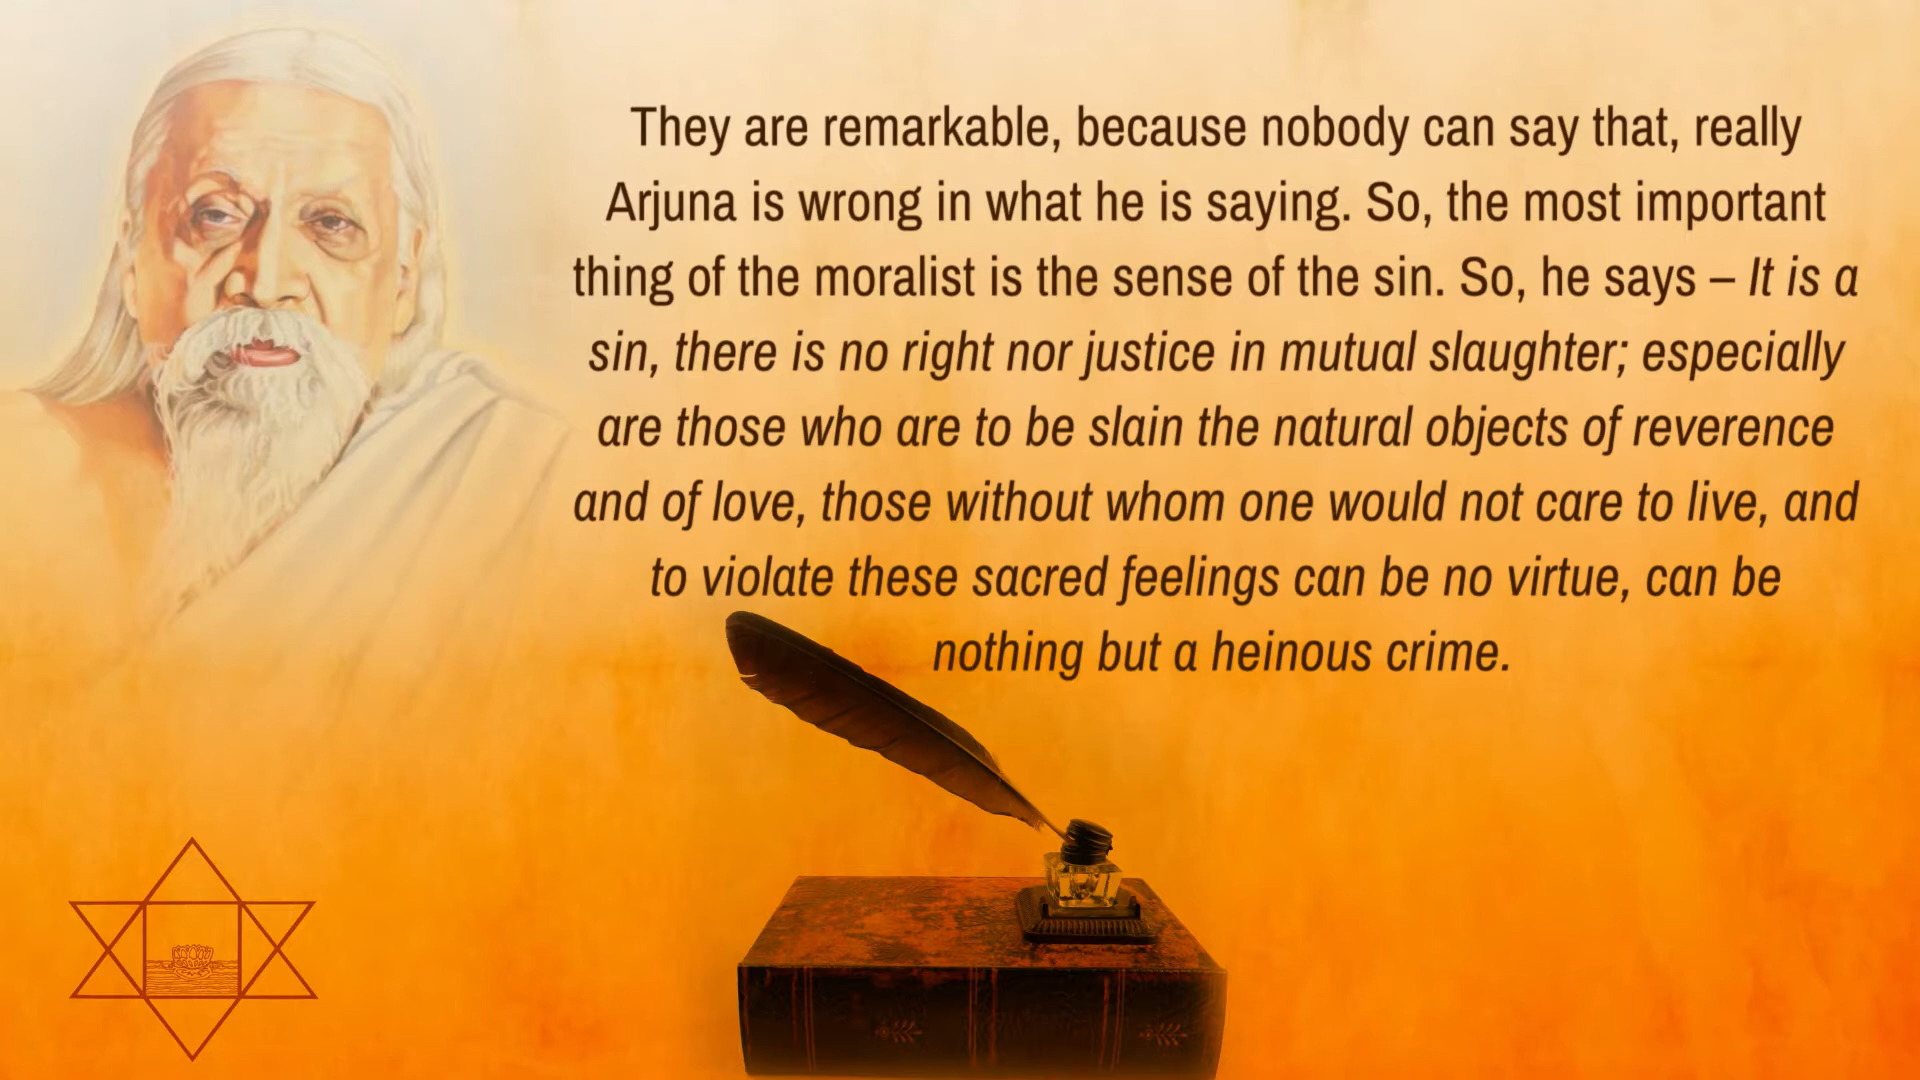 They are remarkable, because nobody can say that, really
Arjuna is wrong in what he is saying. So, the most important
thing of the moralist is the sense of the sin. So, he says – It is a
sin, there is no right nor justice in mutual slaughter; especially
are those who are to be slain the natural objects of reverence
and of love, those without whom one would not care to live, and
to violate these sacred feelings can be no virtue, can be
nothing but a heinous crime.